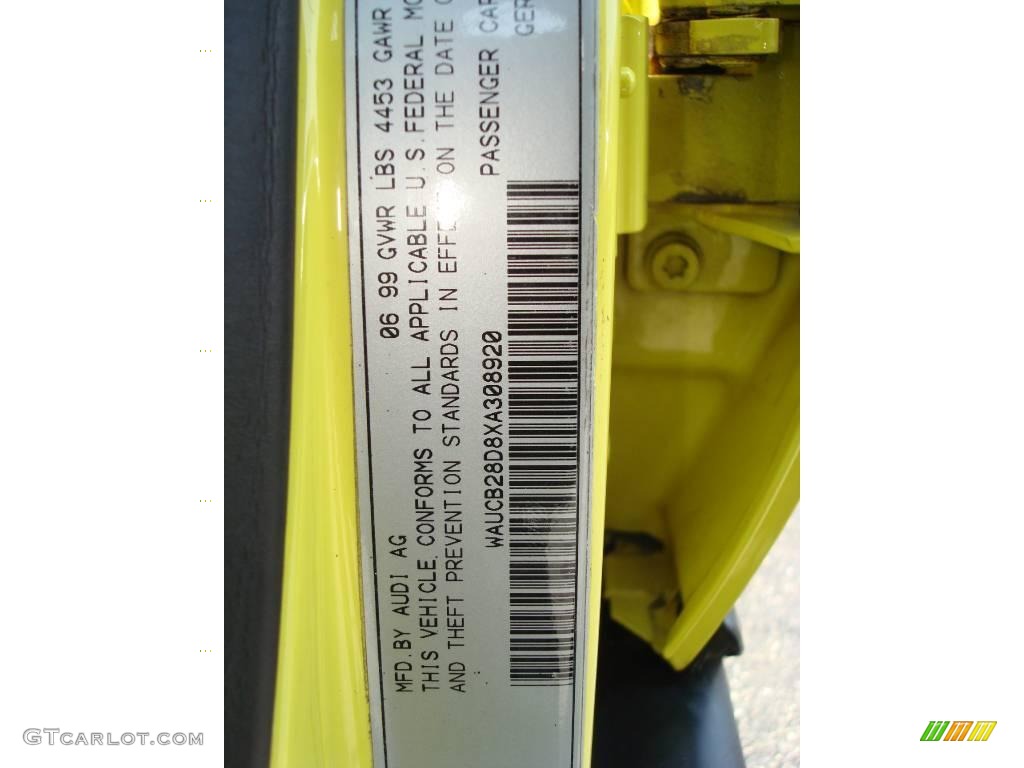 MFD.BY AUDI AG 06 99 GVWR LBS 4453 GAWR
THIS VEHICLE CONFORMS TO ALL APPLICABLE U.S.FEDERAL
AND THEFT PREVENTION STANDARDS IN ON THE DATE
WAUCB28D8XA308920 PASSENGER CAR
GTCARLOT.COM